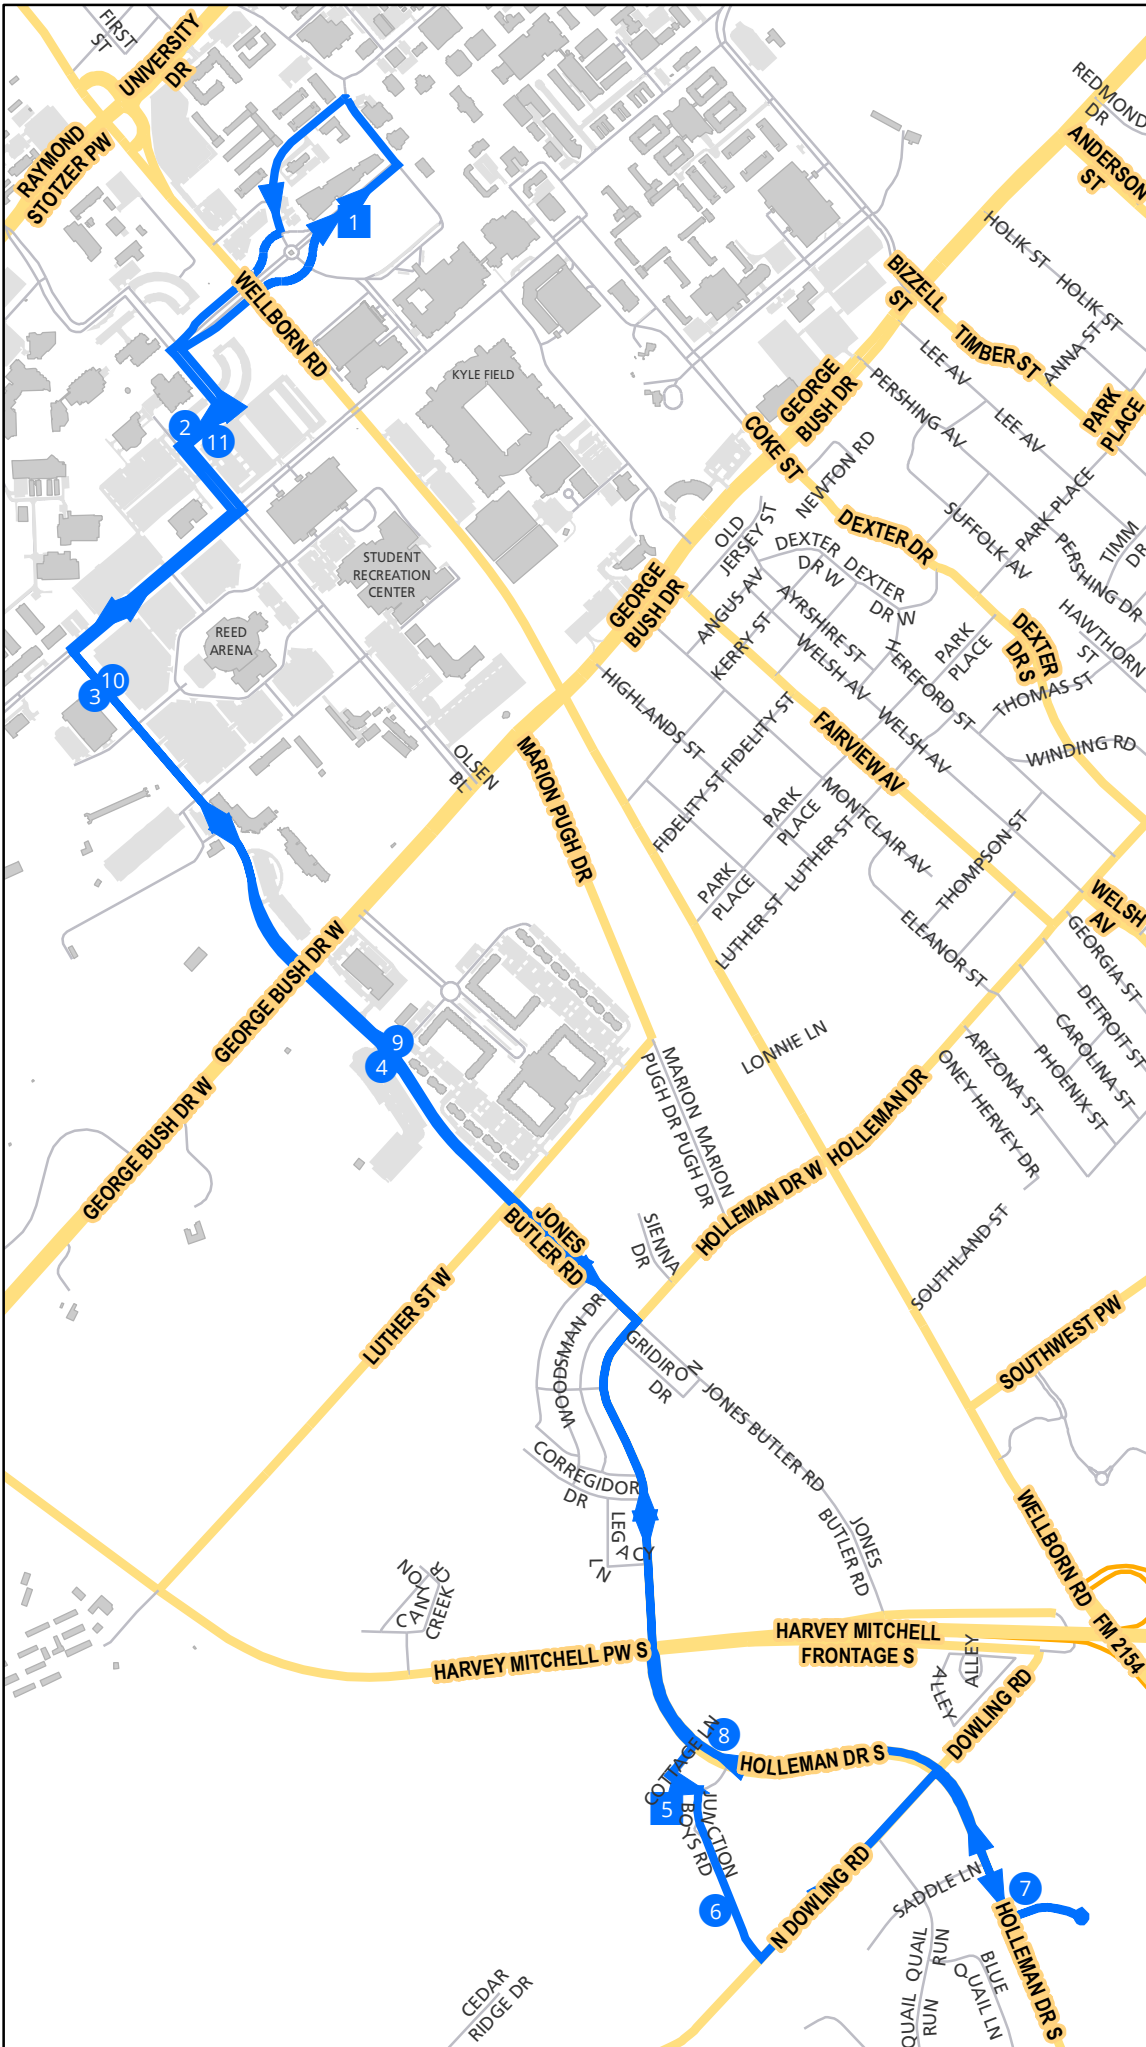 FIRST
ST
UNIVERSITY
DR
RAYMOND
STOTZER PW
REDMOND
DR
ANDERSON
ST
1
HOLIK ST
HOLIK ST
BIZZELL
ST
TIMBER ST
ANNA ST
WELLBORN RD
LEE AV
LEE AV
PARK
PLACE
KYLE FIELD
GEORGE
BUSH DR
PERSHING AV
COKE ST
NEWTON RD
2
11
PARK PLACE
SUFFOLK AV
DEXTER DR
OLD
JERSEY ST
DEXTER
DR W
DEXTER
DR W
TIMM
DR
PERSHING DR
STUDENT
RECREATION
CENTER
GEORGE
BUSH DR
ANGUS AV
AYRSHIRE ST
HAWTHORN
ST
REED
ARENA
KERRY ST
WELSH AV
HEREFORD ST
PARK
PLACE
DEXTER
DR S
10
3
HIGHLANDS ST
THOMAS ST
FIDELITY ST
FAIRVIEW AV
WELSH AV
WINDING RD
OLSEN
BL
MARION PUGH DR
FIDELITY ST
PARK
PLACE
MONTCLAIR AV
LUTHER ST
THOMPSON ST
PARK
PLACE
LUTHER ST
ELEANOR ST
WELSH
AV
GEORGIA ST
GEORGE BUSH DR W
DETROIT ST
CAROLINA ST
9
4
LONNIE LN
MARION
PUGH DR
MARION
PUGH DR
ARIZONA ST
PHOENIX ST
ONEY HERVEY DR
HOLLEMAN DR
GEORGE BUSH DR W
HOLLEMAN DR W
JONES
BUTLER RD
SIENNA
DR
SOUTHLAND ST
LUTHER ST W
WOODSMAN DR
GRIDIRO
DR
N
JONES BUTLER RD
SOUTHWEST PW
CORREGIDOR
DR
LEGACY
LN
JONES
BUTLER RD
WELLBORN RD
CANYON
CREEK CR
HARVEY MITCHELL PW S
HARVEY MITCHELL
FRONTAGE S
FM 2154
ALLEY
ALLEY
DOWLING RD
COTTAGE LN
8
HOLLEMAN DR S
5
JUNCTION
BOYS RD
N DOWLING RD
SADDLE LN
7
6
HOLLEMAN DR S
QUAIL
RUN
QUAIL
RUN
BLUE
QUAIL LN
CEDAR
RIDGE DR